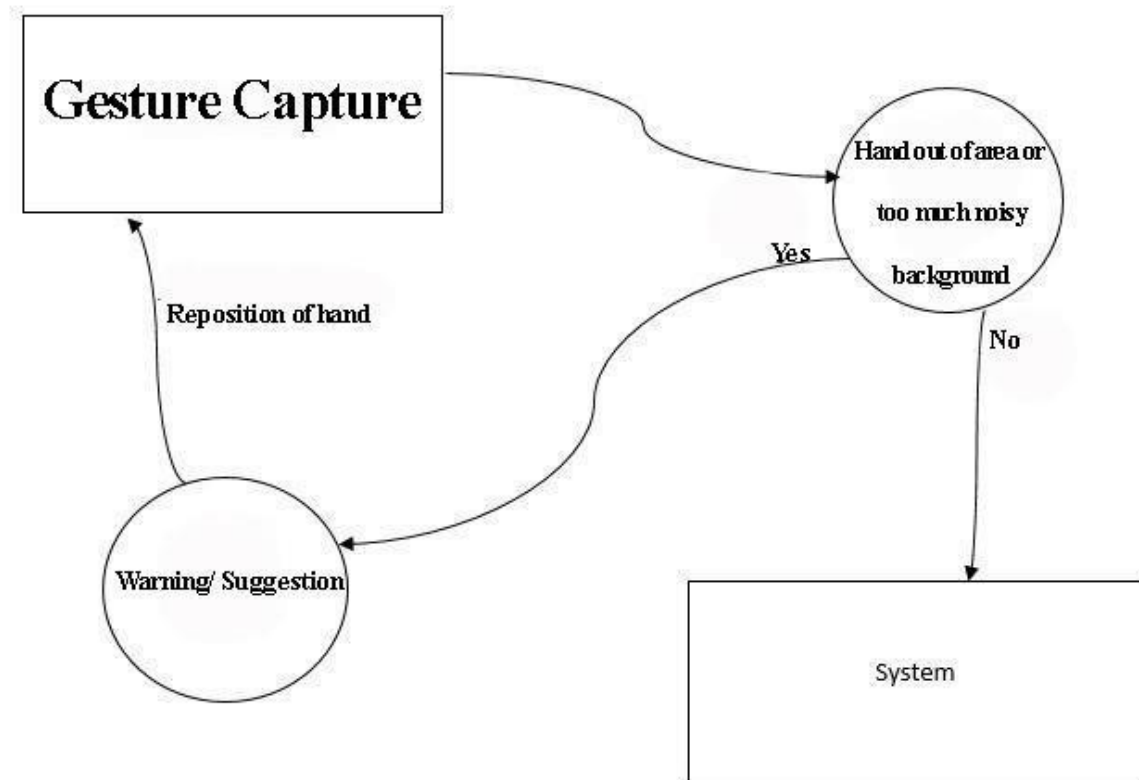 Gesture Capture
Hand out of area or
too much noisy
background
Yes
No
Reposition of hand
Warning/ Suggestion
System